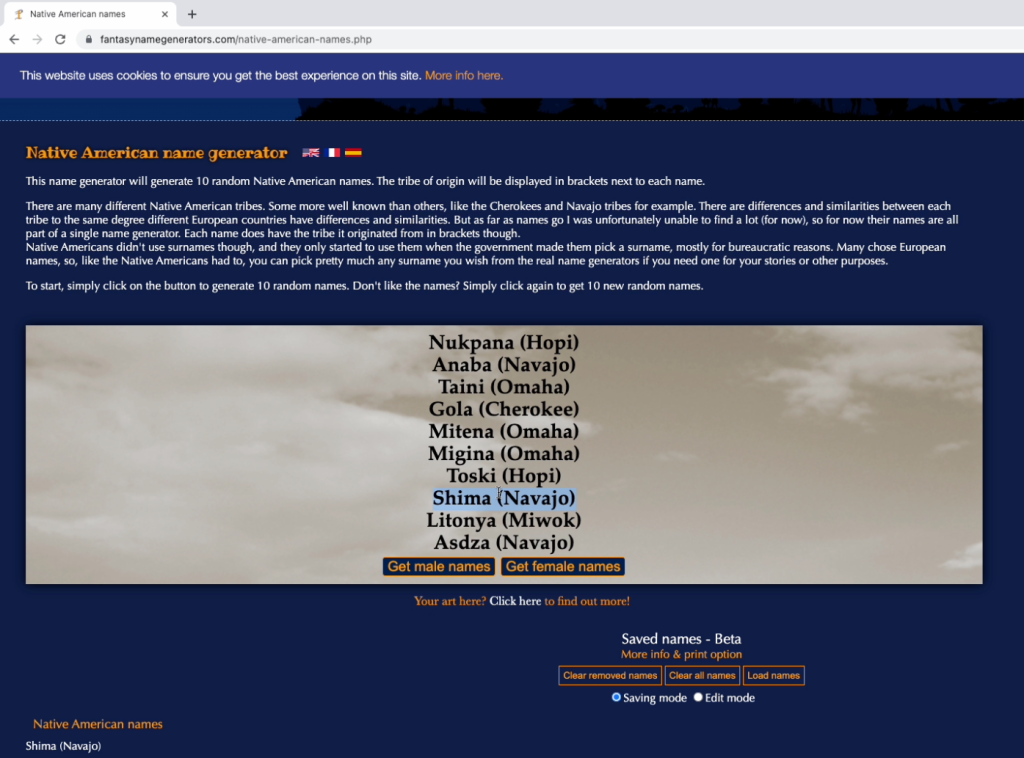 Native American names
fantasynamegenerators.com/native-american-names.php
This website uses cookies to ensure you get the best experience on this site. More info here.
Native American name generator
This name generator will generate 10 random Native American names. The tribe of origin will be displayed in brackets next to each name.
There are many different Native American tribes. Some more well known than others, like the Cherokees and Navajo tribes for example. There are differences and similarities between each
tribe to the same degree different European countries have differences and similarities. But as far as names go I was unfortunately unable to find a lot (for now), so for now their names are all
part of a single name generator. Each name does have the tribe it originated from in brackets though.
Native Americans didn't use surnames though, and they only started to use them when the government made them pick a surname, mostly for bureaucratic reasons. Many chose European
names, so, like the Native Americans had to, you can pick pretty much any surname you wish from the real name generators if you need one for your stories or other purposes.
To start, simply click on the button to generate 10 random names. Don't like the names? Simply click again to get 10 new random names.
Nukpana (Hopi)
Anaba (Navajo)
Taini (Omaha)
Gola (Cherokee)
Mitena (Omaha)
Migina (Omaha)
Toski (Hopi)
Shima (Navajo)
Litonya (Miwok)
Asdza (Navajo)
Get male names Get female names
Your art here? Click here to find out more!
Saved names - Beta
More info & print option
Clear removed names Clear all names Load names
Saving mode Edit mode
Native American names
Shima (Navajo)